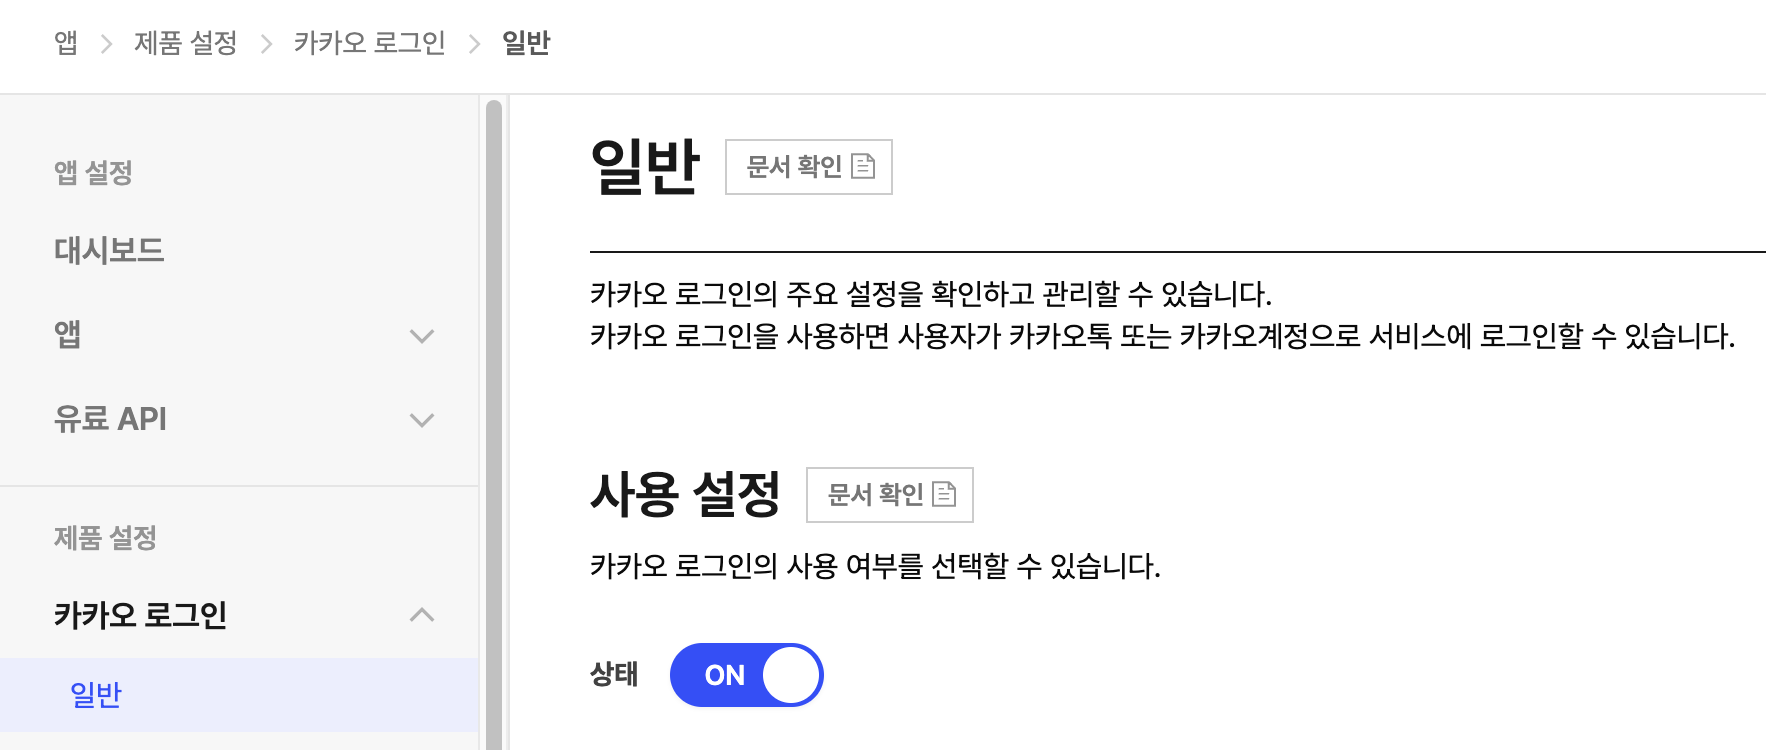 앱 > 제품 설정 > 카카오 로그인 > 일반
앱 설정
대시보드
앱
유료 API
제품 설정
카카오 로그인
일반
일반 문서 확인
카카오 로그인의 주요 설정을 확인하고 관리할 수 있습니다.
카카오 로그인을 사용하면 사용자가 카카오톡 또는 카카오계정으로 서비스에 로그인할 수 있습니다.
사용 설정 문서 확인
카카오 로그인의 사용 여부를 선택할 수 있습니다.
상태 ON